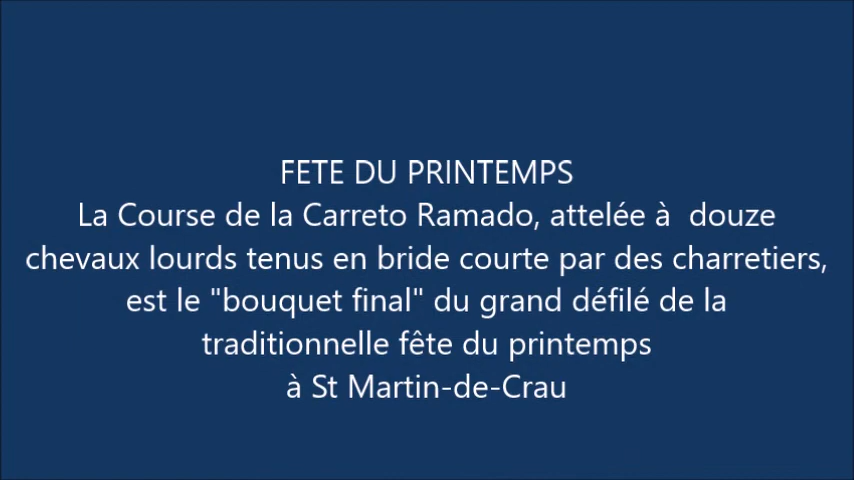 FETE DU PRINTEMPS
La Course de la Carreto Ramado, attelée à  douze
chevaux lourds tenus en bride courte par des charretiers,
est le "bouquet final" du grand défilé de la
traditionnelle fête du printemps
à St Martin-de-Crau